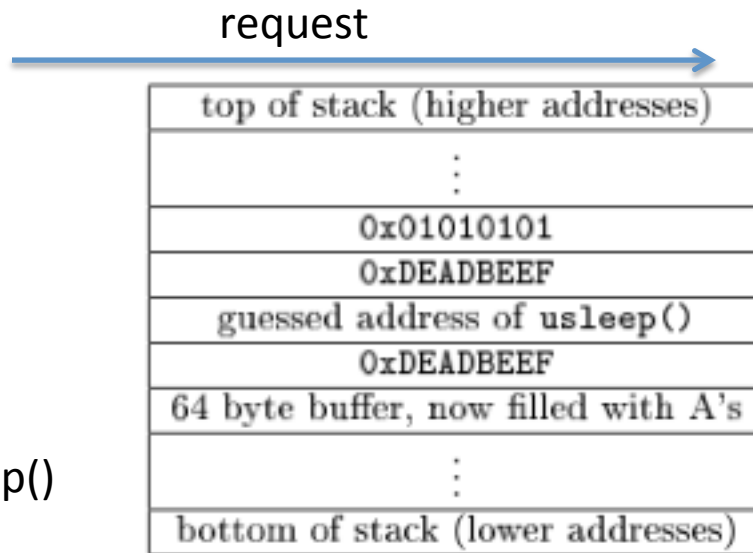 request
top of stack (higher addresses)
⋮
0x01010101
0xDEADBEEF
guessed address of usleep()
0xDEADBEEF
64 byte buffer, now filled with A's
p()
⋮
bottom of stack (lower addresses)